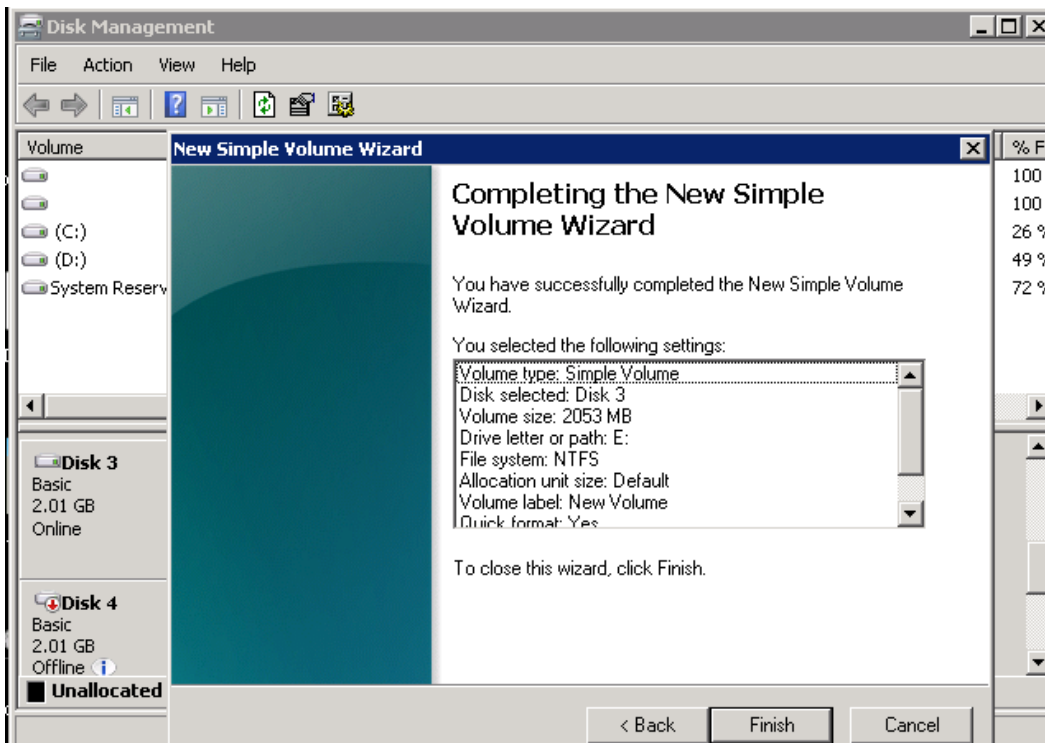 Disk Management
File Action View Help
Volume
% F
New Simple Volume Wizard
100
100
(C:)
26 %
(D:)
49 %
System Reserv
72 %
Completing the New Simple
Volume Wizard
You have successfully completed the New Simple Volume
Wizard.
You selected the following settings:
Volume type: Simple Volume
Disk selected: Disk 3
Volume size: 2053 MB
Drive letter or path: E:
File system: NTFS
Allocation unit size: Default
Volume label: New Volume
Quick format: Yes
To close this wizard, click Finish.
Disk 3
Basic
2.01 GB
Online
Disk 4
Basic
2.01 GB
Offline
Unallocated
< Back
Finish
Cancel